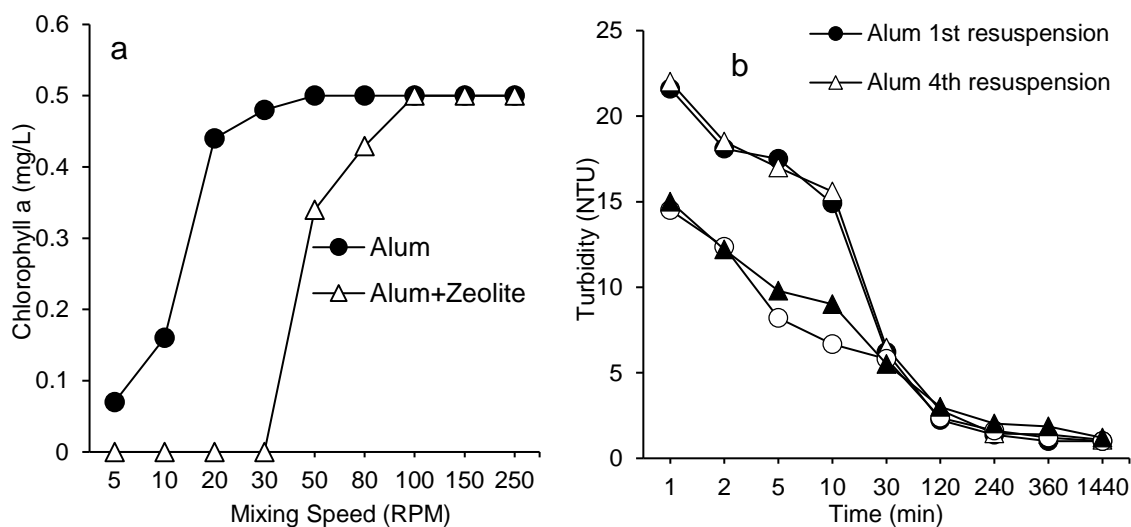 a
Chlorophyll a (mg/L)
0.6
0.5
0.4
0.3
0.2
0.1
0
Alum
Alum+Zeolite
5 10 20 30 50 80 100 150 250
Mixing Speed (RPM)
b
Alum 1st resuspension
Alum 4th resuspension
Turbidity (NTU)
25
20
15
10
5
0
1 2 5 10 30 120 240 360 1440
Time (min)